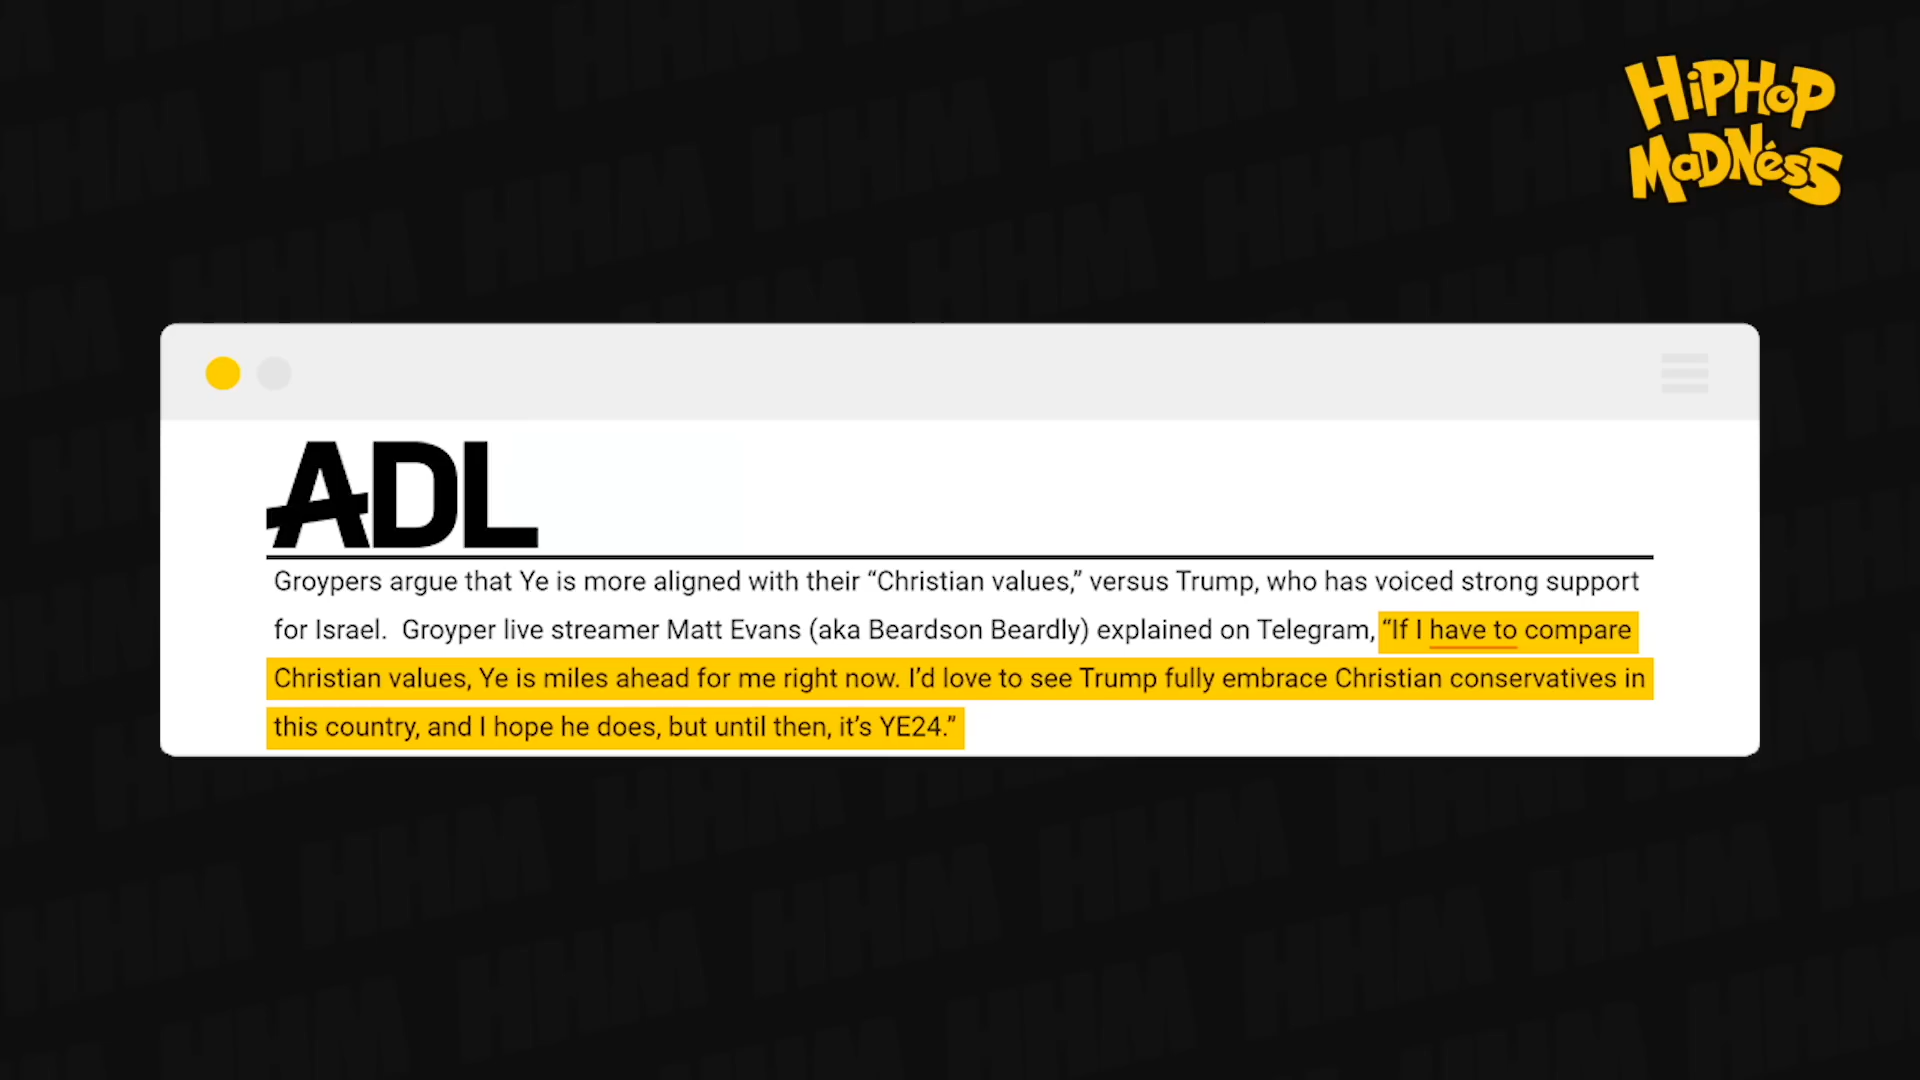 HiPHoP
MaDNéss
ADL
Groypers argue that Ye is more aligned with their “Christian values,” versus Trump, who has voiced strong support
for Israel.  Groyper live streamer Matt Evans (aka Beardson Beardly) explained on Telegram, “If I have to compare
Christian values, Ye is miles ahead for me right now. I’d love to see Trump fully embrace Christian conservatives in
this country, and I hope he does, but until then, it’s YE24.”